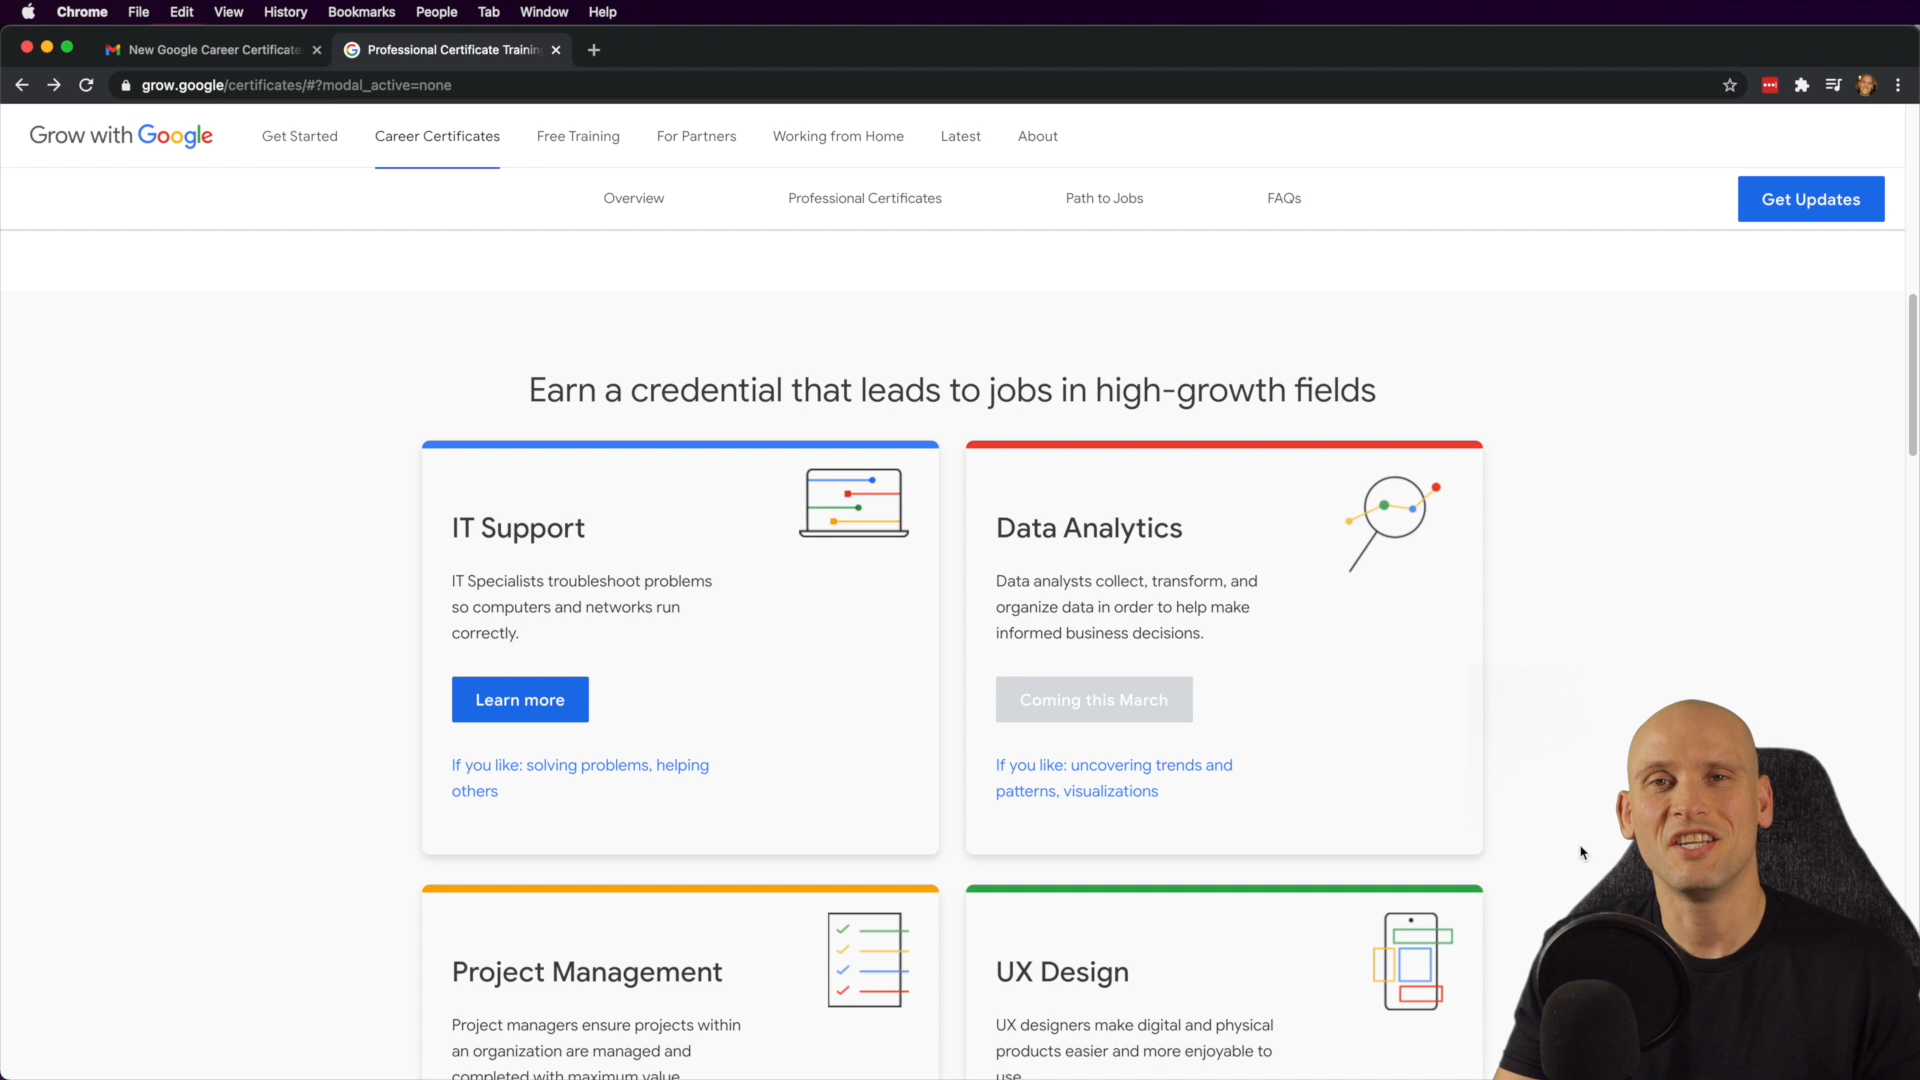 Chrome File Edit View History Bookmarks People Tab Window Help
New Google Career Certificate
Professional Certificate Trainin
grow.google/certificates/#?modal_active=none
Grow with Google
Get Started Career Certificates Free Training For Partners Working from Home Latest About
Overview Professional Certificates Path to Jobs FAQs
Get Updates
Earn a credential that leads to jobs in high-growth fields
IT Support
IT Specialists troubleshoot problems
so computers and networks run
correctly.
Learn more
If you like: solving problems, helping
others
Data Analytics
Data analysts collect, transform, and
organize data in order to help make
informed business decisions.
Coming this March
If you like: uncovering trends and
patterns, visualizations
Project Management
Project managers ensure projects within
an organization are managed and
completed with maximum value
UX Design
UX designers make digital and physical
products easier and more enjoyable to
use